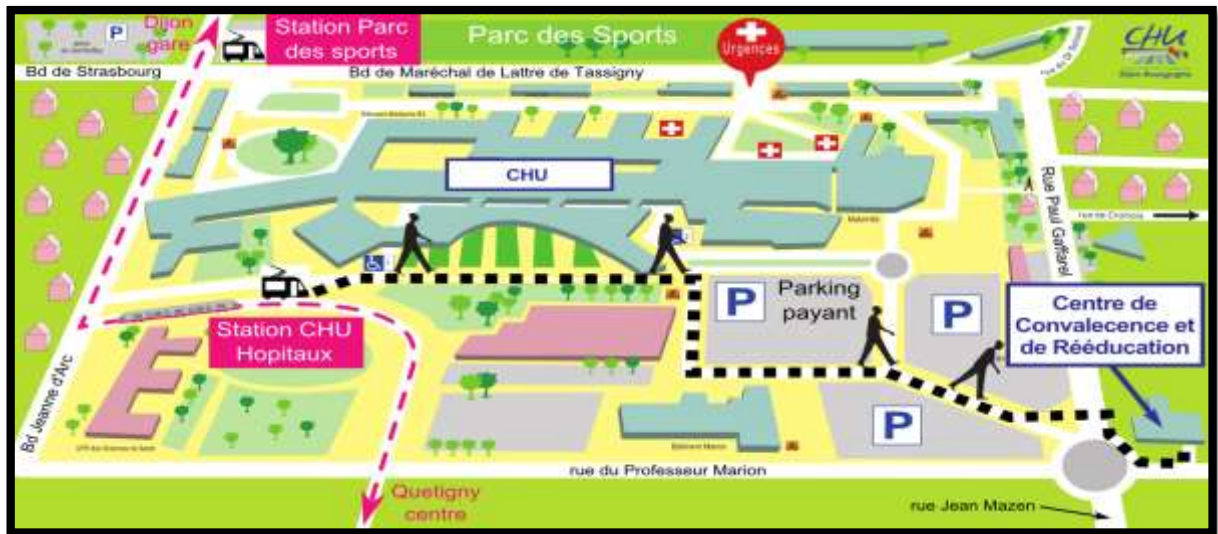 Dijon
gare
P
Station Parc
des sports
Parc des Sports
Urgences
CHU
Bd de Strasbourg
Bd de Maréchal de Lattre de Tassigny
CHU
Rue Paul Gaffarel
P
Parking
payant
P
Centre de
Convalecence et
de Rééducation
Station CHU
Hopitaux
Bd Jeanne d'Arc
P
rue du Professeur Marion
Quetigny
centre
rue Jean Mazen